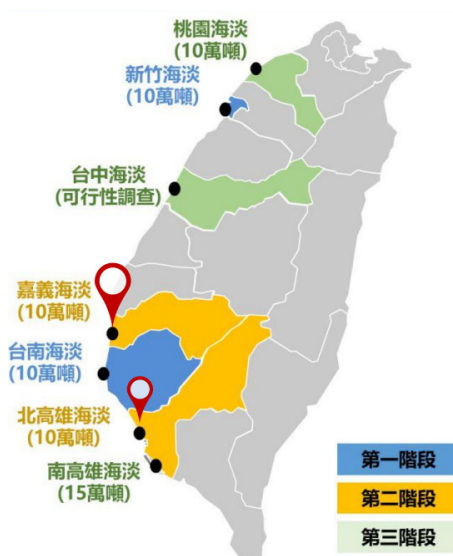 桃園海淡
(10萬噸)
新竹海淡
(10萬噸)
台中海淡
(可行性調查)
嘉義海淡
(10萬噸)
台南海淡
(10萬噸)
北高雄海淡
(10萬噸)
南高雄海淡
(15萬噸)
第一階段
第二階段
第三階段